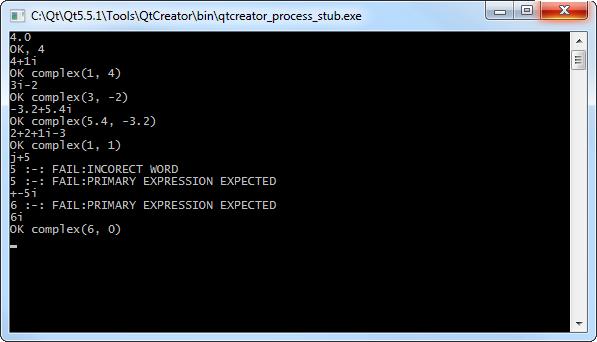 C:\Qt\Qt5.5.1\Tools\QtCreator\bin\qtcreator_process_stub.exe
4.0
OK, 4
4+1i
OK complex(1, 4)
3i-2
OK complex(3, -2)
-3.2+5.4i
OK complex(5.4, -3.2)
2+2+1i-3
OK complex(1, 1)
j+5
5 :-: FAIL:INCORECT WORD
5 :-: FAIL:PRIMARY EXPRESSION EXPECTED
+-5i
6 :-: FAIL:PRIMARY EXPRESSION EXPECTED
6i
OK complex(6, 0)